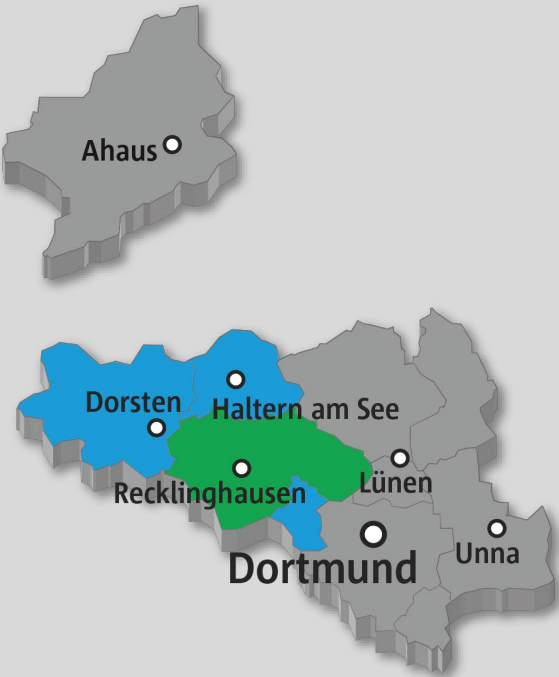 Ahaus
Dorsten
Haltern am See
Lünen
Recklinghausen
Unna
Dortmund